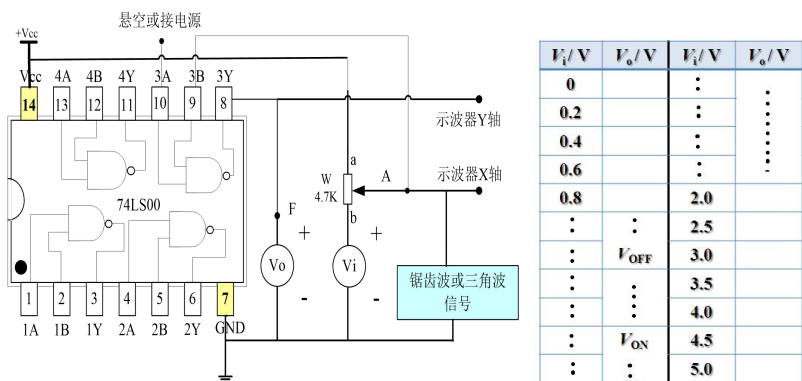 悬空或接电源
+Vcc
Vcc 4A 4B 4Y 3A 3B 3Y
14 13 12 11 10 9 8
示波器Y轴
a
A
示波器X轴
W
4.7K
b
74LS00
F
+
+
Vo
Vi
-
-
锯齿波或三角波
信号
1 2 3 4 5 6 7
1A 1B 1Y 2A 2B 2Y GND
Vi / V Vo / V Vi / V Vo / V
0 ⋮
0.2 ⋮
0.4 ⋮
0.6 ⋮
0.8 2.0
⋮ ⋮ 2.5
⋮ VOFF 3.0
⋮ ⋮ 3.5
⋮ 4.0
⋮ VON 4.5
⋮ ⋮ 5.0